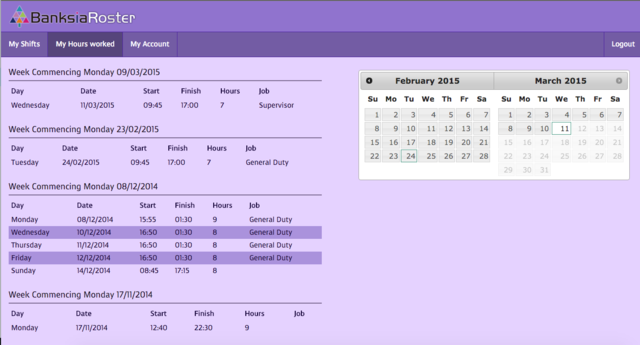 BanksiaRoster
My Shifts My Hours worked My Account Logout
Week Commencing Monday 09/03/2015
Day Date Start Finish Hours Job
Wednesday 11/03/2015 09:45 17:00 7 Supervisor
Week Commencing Monday 23/02/2015
Day Date Start Finish Hours Job
Tuesday 24/02/2015 09:45 17:00 7 General Duty
Week Commencing Monday 08/12/2014
Day Date Start Finish Hours Job
Monday 08/12/2014 15:55 01:30 9 General Duty
Wednesday 10/12/2014 16:50 01:30 8 General Duty
Thursday 11/12/2014 16:50 01:30 8 General Duty
Friday 12/12/2014 16:50 01:30 8 General Duty
Sunday 14/12/2014 08:45 17:15 8
Week Commencing Monday 17/11/2014
Day Date Start Finish Hours Job
Monday 17/11/2014 12:40 22:30 9
February 2015
Su Mo Tu We Th Fr Sa
1 2 3 4 5 6 7
8 9 10 11 12 13 14
15 16 17 18 19 20 21
22 23 24 25 26 27 28
March 2015
Su Mo Tu We Th Fr Sa
1 2 3 4 5 6 7
8 9 10 11 12 13 14
15 16 17 18 19 20 21
22 23 24 25 26 27 28
29 30 31